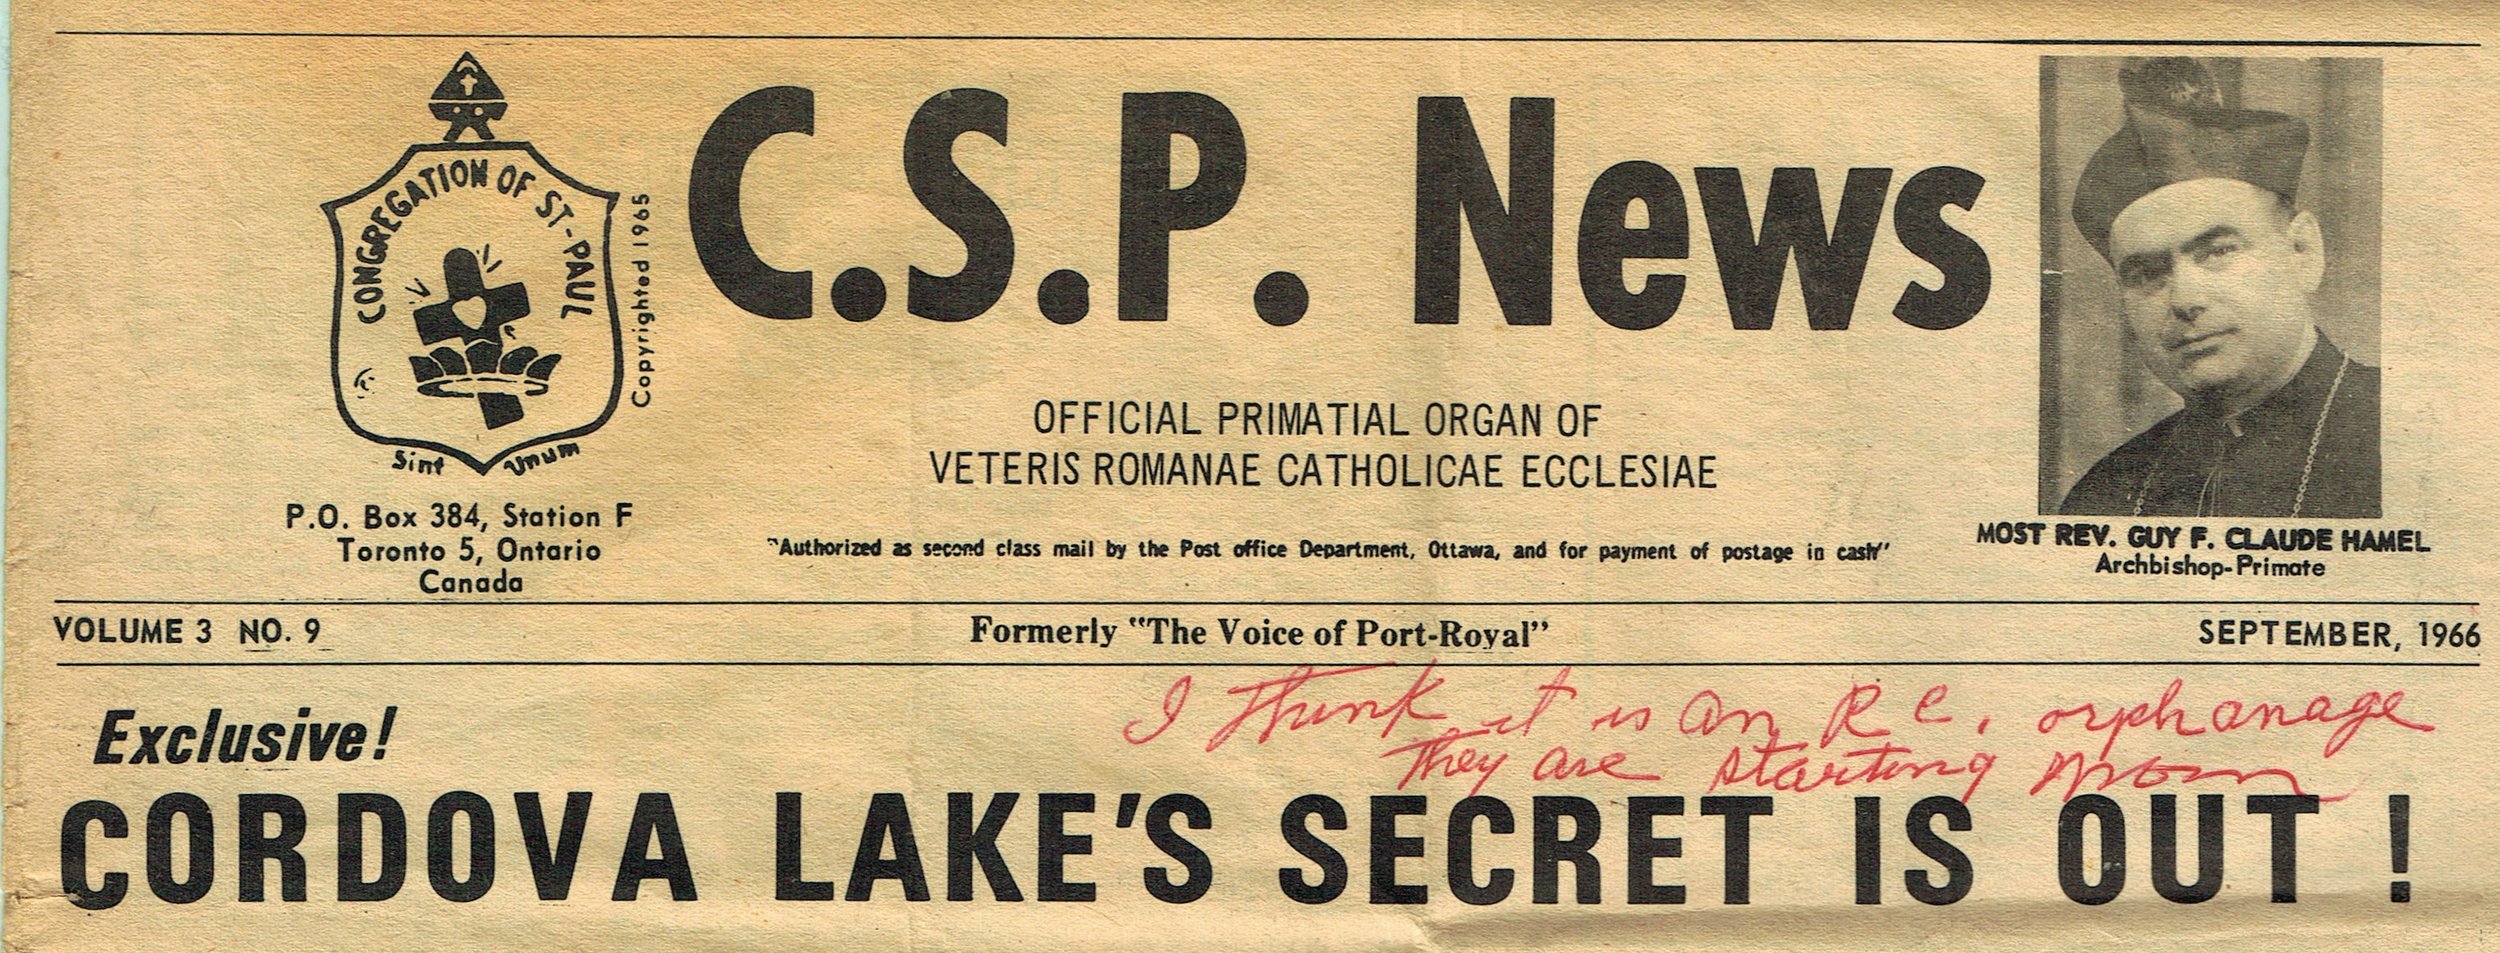 CONGREGATION OF ST-PAUL
Sint Unum
Copyrighted 1965
P.O. Box 384, Station F
Toronto 5, Ontario
Canada
C.S.P. News
OFFICIAL PRIMATIAL ORGAN OF
VETERIS ROMANAE CATHOLICAE ECCLESIAE
"Authorized as second class mail by the Post office Department, Ottawa, and for payment of postage in cash"
MOST REV. GUY F. CLAUDE HAMEL
Archbishop-Primate
VOLUME 3 NO. 9
Formerly "The Voice of Port-Royal"
SEPTEMBER, 1966
I think it is an R C. orphanage
They are starting
Exclusive!
CORDOVA LAKE'S SECRET IS OUT !